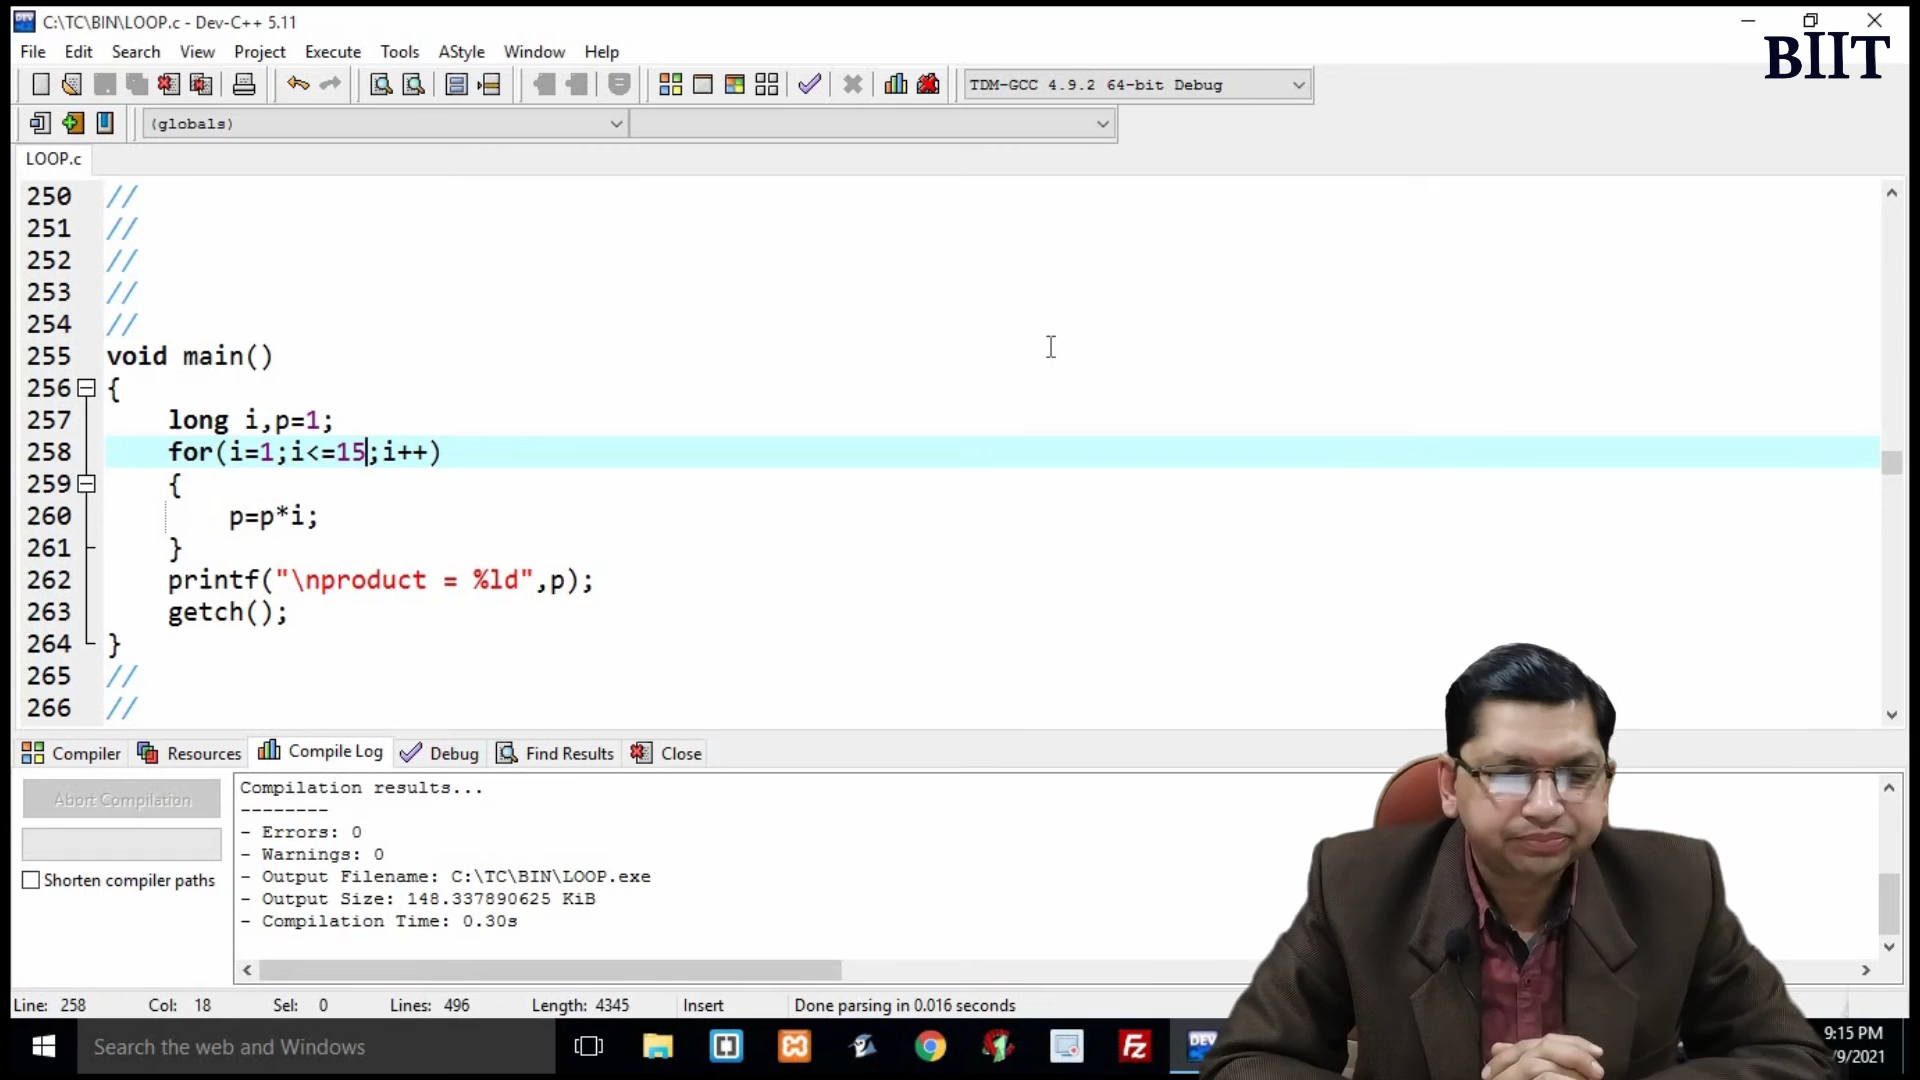 C:\TC\BIN\LOOP.c - Dev-C++ 5.11
BIIT
File Edit Search View Project Execute Tools AStyle Window Help
TDM-GCC 4.9.2 64-bit Debug
(globals)
LOOP.c
250 //
251 //
252 //
253 //
254 //
255 void main()
256 {
257 long i,p=1;
258 for(i=1;i<=15;i++)
259 {
260 p=p*i;
261 }
262 printf("\nproduct = %ld",p);
263 getch();
264 }
265 //
266 //
Compiler Resources Compile Log Debug Find Results Close
Abort Compilation
Shorten compiler paths
Compilation results...
--------
- Errors: 0
- Warnings: 0
- Output Filename: C:\TC\BIN\LOOP.exe
- Output Size: 148.337890625 KiB
- Compilation Time: 0.30s
Line: 258 Col: 18 Sel: 0 Lines: 496 Length: 4345 Insert Done parsing in 0.016 seconds
Search the web and Windows
Fz
DEV
9:15 PM
/9/2021